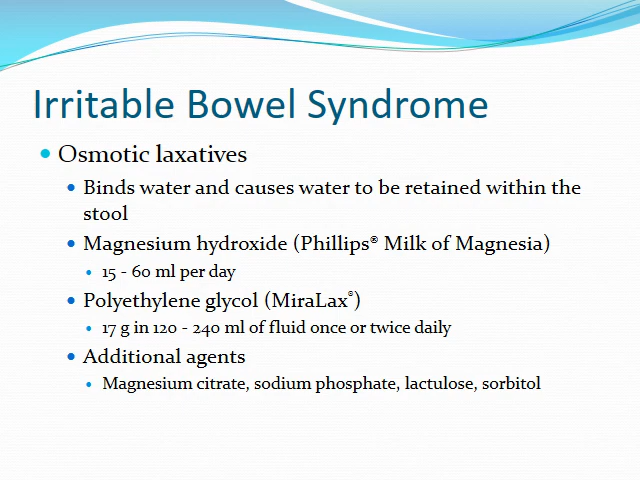 Irritable Bowel Syndrome
Osmotic laxatives
Binds water and causes water to be retained within the
stool
Magnesium hydroxide (Phillips® Milk of Magnesia)
15 - 60 ml per day
Polyethylene glycol (MiraLax®)
17 g in 120 - 240 ml of fluid once or twice daily
Additional agents
Magnesium citrate, sodium phosphate, lactulose, sorbitol